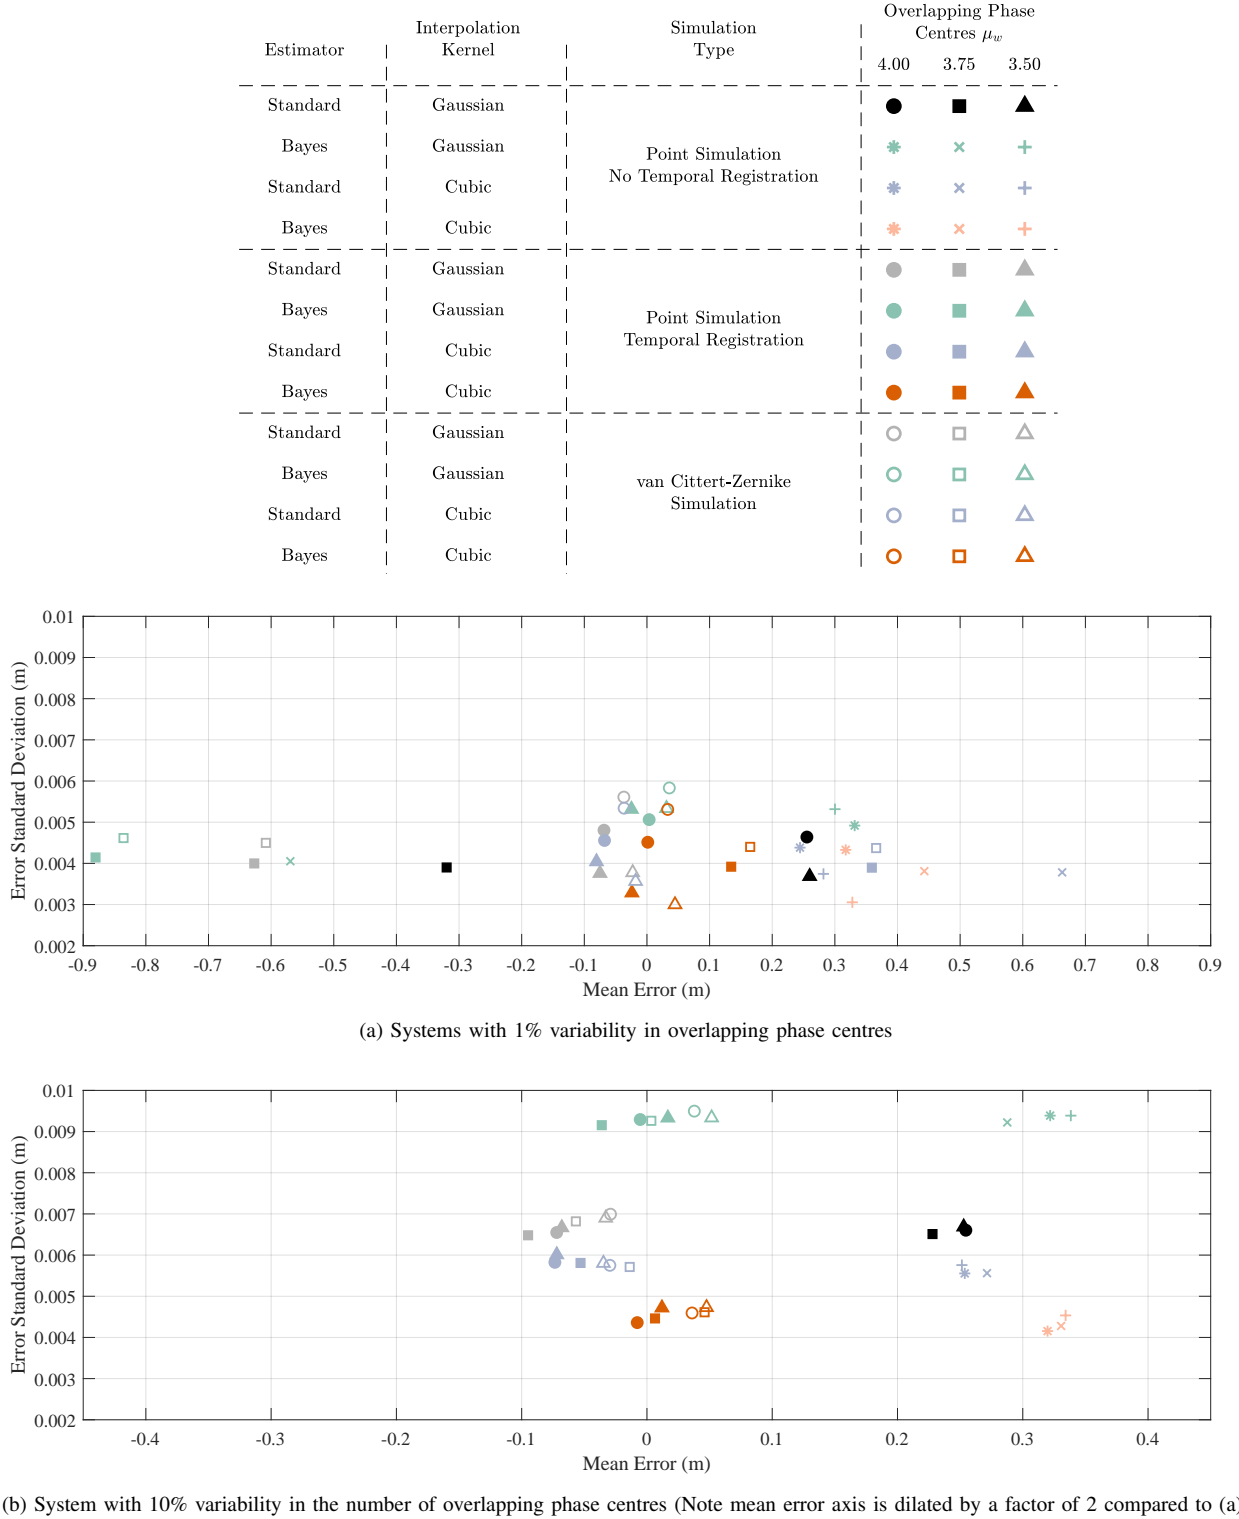 Overlapping Phase
Centres μw
Interpolation
Kernel
Simulation
Type
Estimator
4.00 3.75 3.50
Standard Gaussian
Bayes Gaussian
Point Simulation
No Temporal Registration
Standard Cubic
Bayes Cubic
Standard Gaussian
Bayes Gaussian
Point Simulation
Temporal Registration
Standard Cubic
Bayes Cubic
Standard Gaussian
Bayes Gaussian
van Cittert-Zernike
Simulation
Standard Cubic
Bayes Cubic
Error Standard Deviation (m)
0.01
0.009
0.008
0.007
0.006
0.005
0.004
0.003
0.002
-0.9 -0.8 -0.7 -0.6 -0.5 -0.4 -0.3 -0.2 -0.1 0 0.1 0.2 0.3 0.4 0.5 0.6 0.7 0.8 0.9
Mean Error (m)
(a) Systems with 1% variability in overlapping phase centres
Error Standard Deviation (m)
0.01
0.009
0.008
0.007
0.006
0.005
0.004
0.003
0.002
-0.4 -0.3 -0.2 -0.1 0 0.1 0.2 0.3 0.4
Mean Error (m)
(b) System with 10% variability in the number of overlapping phase centres (Note mean error axis is dilated by a factor of 2 compared to (a)